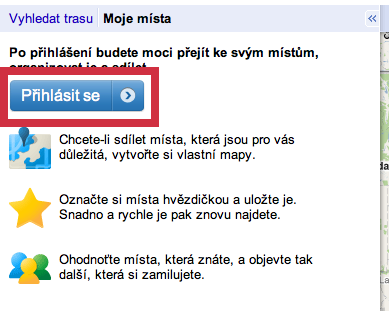 Vyhledat trasu Moje místa «
Po přihlášení budete moci přejít ke svým místům,
organizovat je a sdílet.
Přihlásit se
Chcete-li sdílet místa, která jsou pro vás
důležitá, vytvořte si vlastní mapy.
Označte si místa hvězdičkou a uložte je.
Snadno a rychle je pak znovu najdete.
Ohodnoťte místa, která znáte, a objevte tak
další, která si zamilujete.